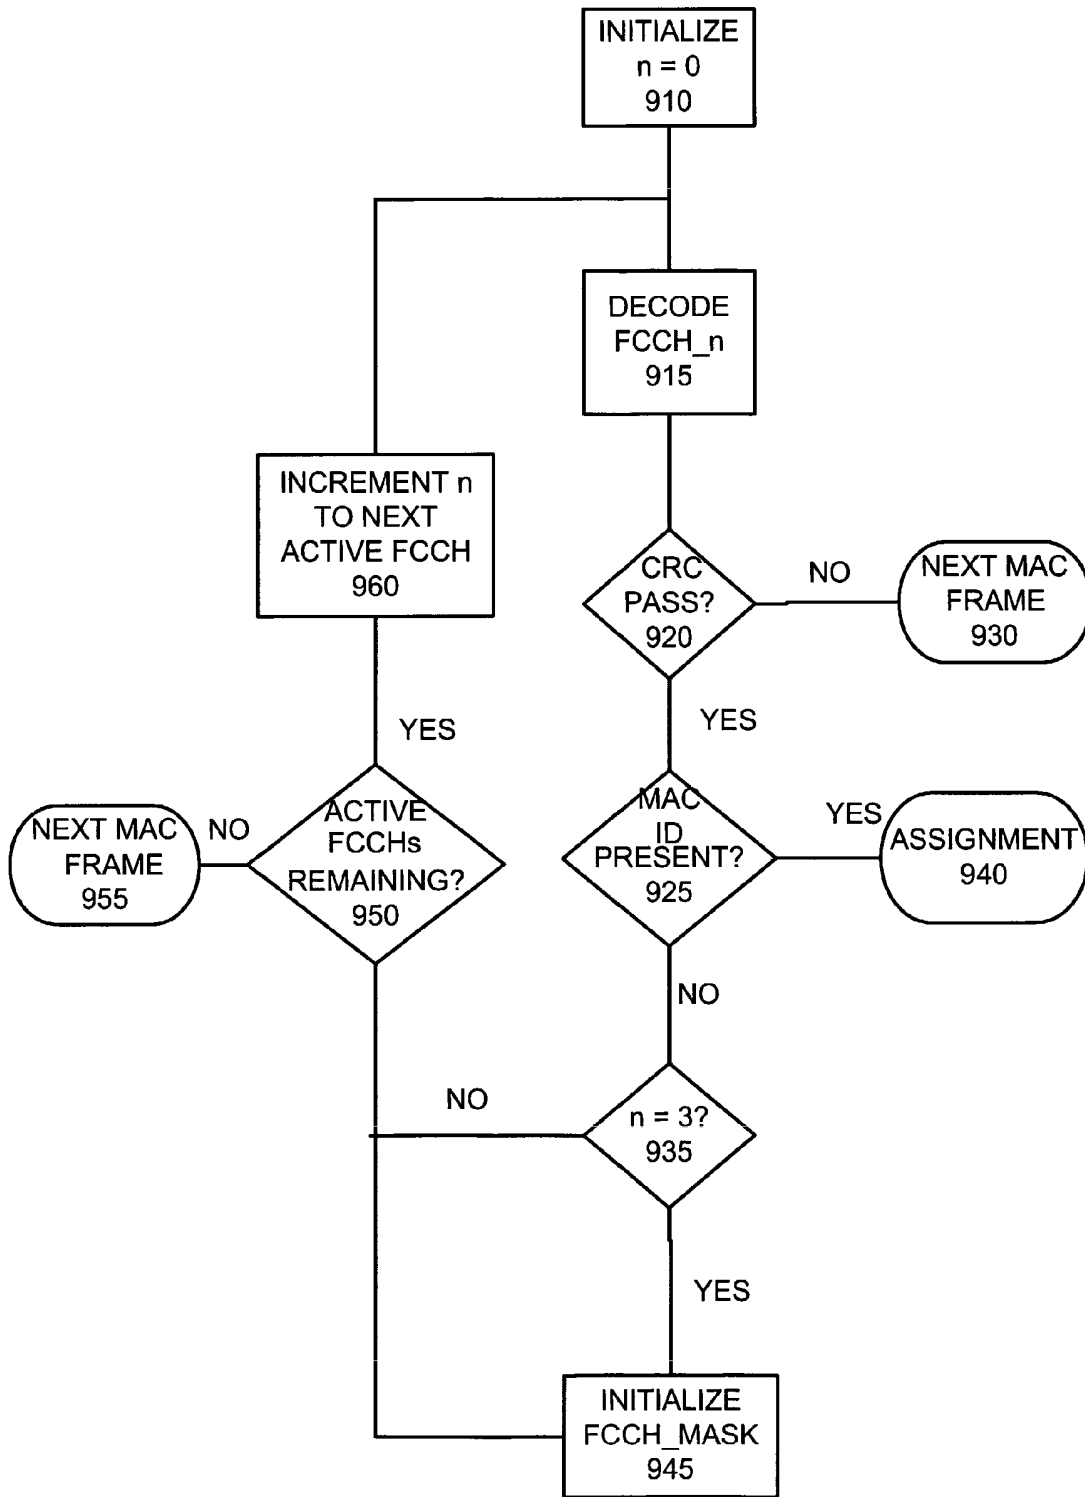 INITIALIZE
n = 0
910
DECODE
FCCH_n
915
INCREMENT n
TO NEXT
ACTIVE FCCH
960
CRC
PASS?
920
NO
NEXT MAC
FRAME
930
YES
YES
MAC
ID
PRESENT?
925
YES
ASSIGNMENT
940
ACTIVE
FCCHs
REMAINING?
950
NO
NEXT MAC
FRAME
955
NO
n = 3?
935
NO
YES
INITIALIZE
FCCH_MASK
945